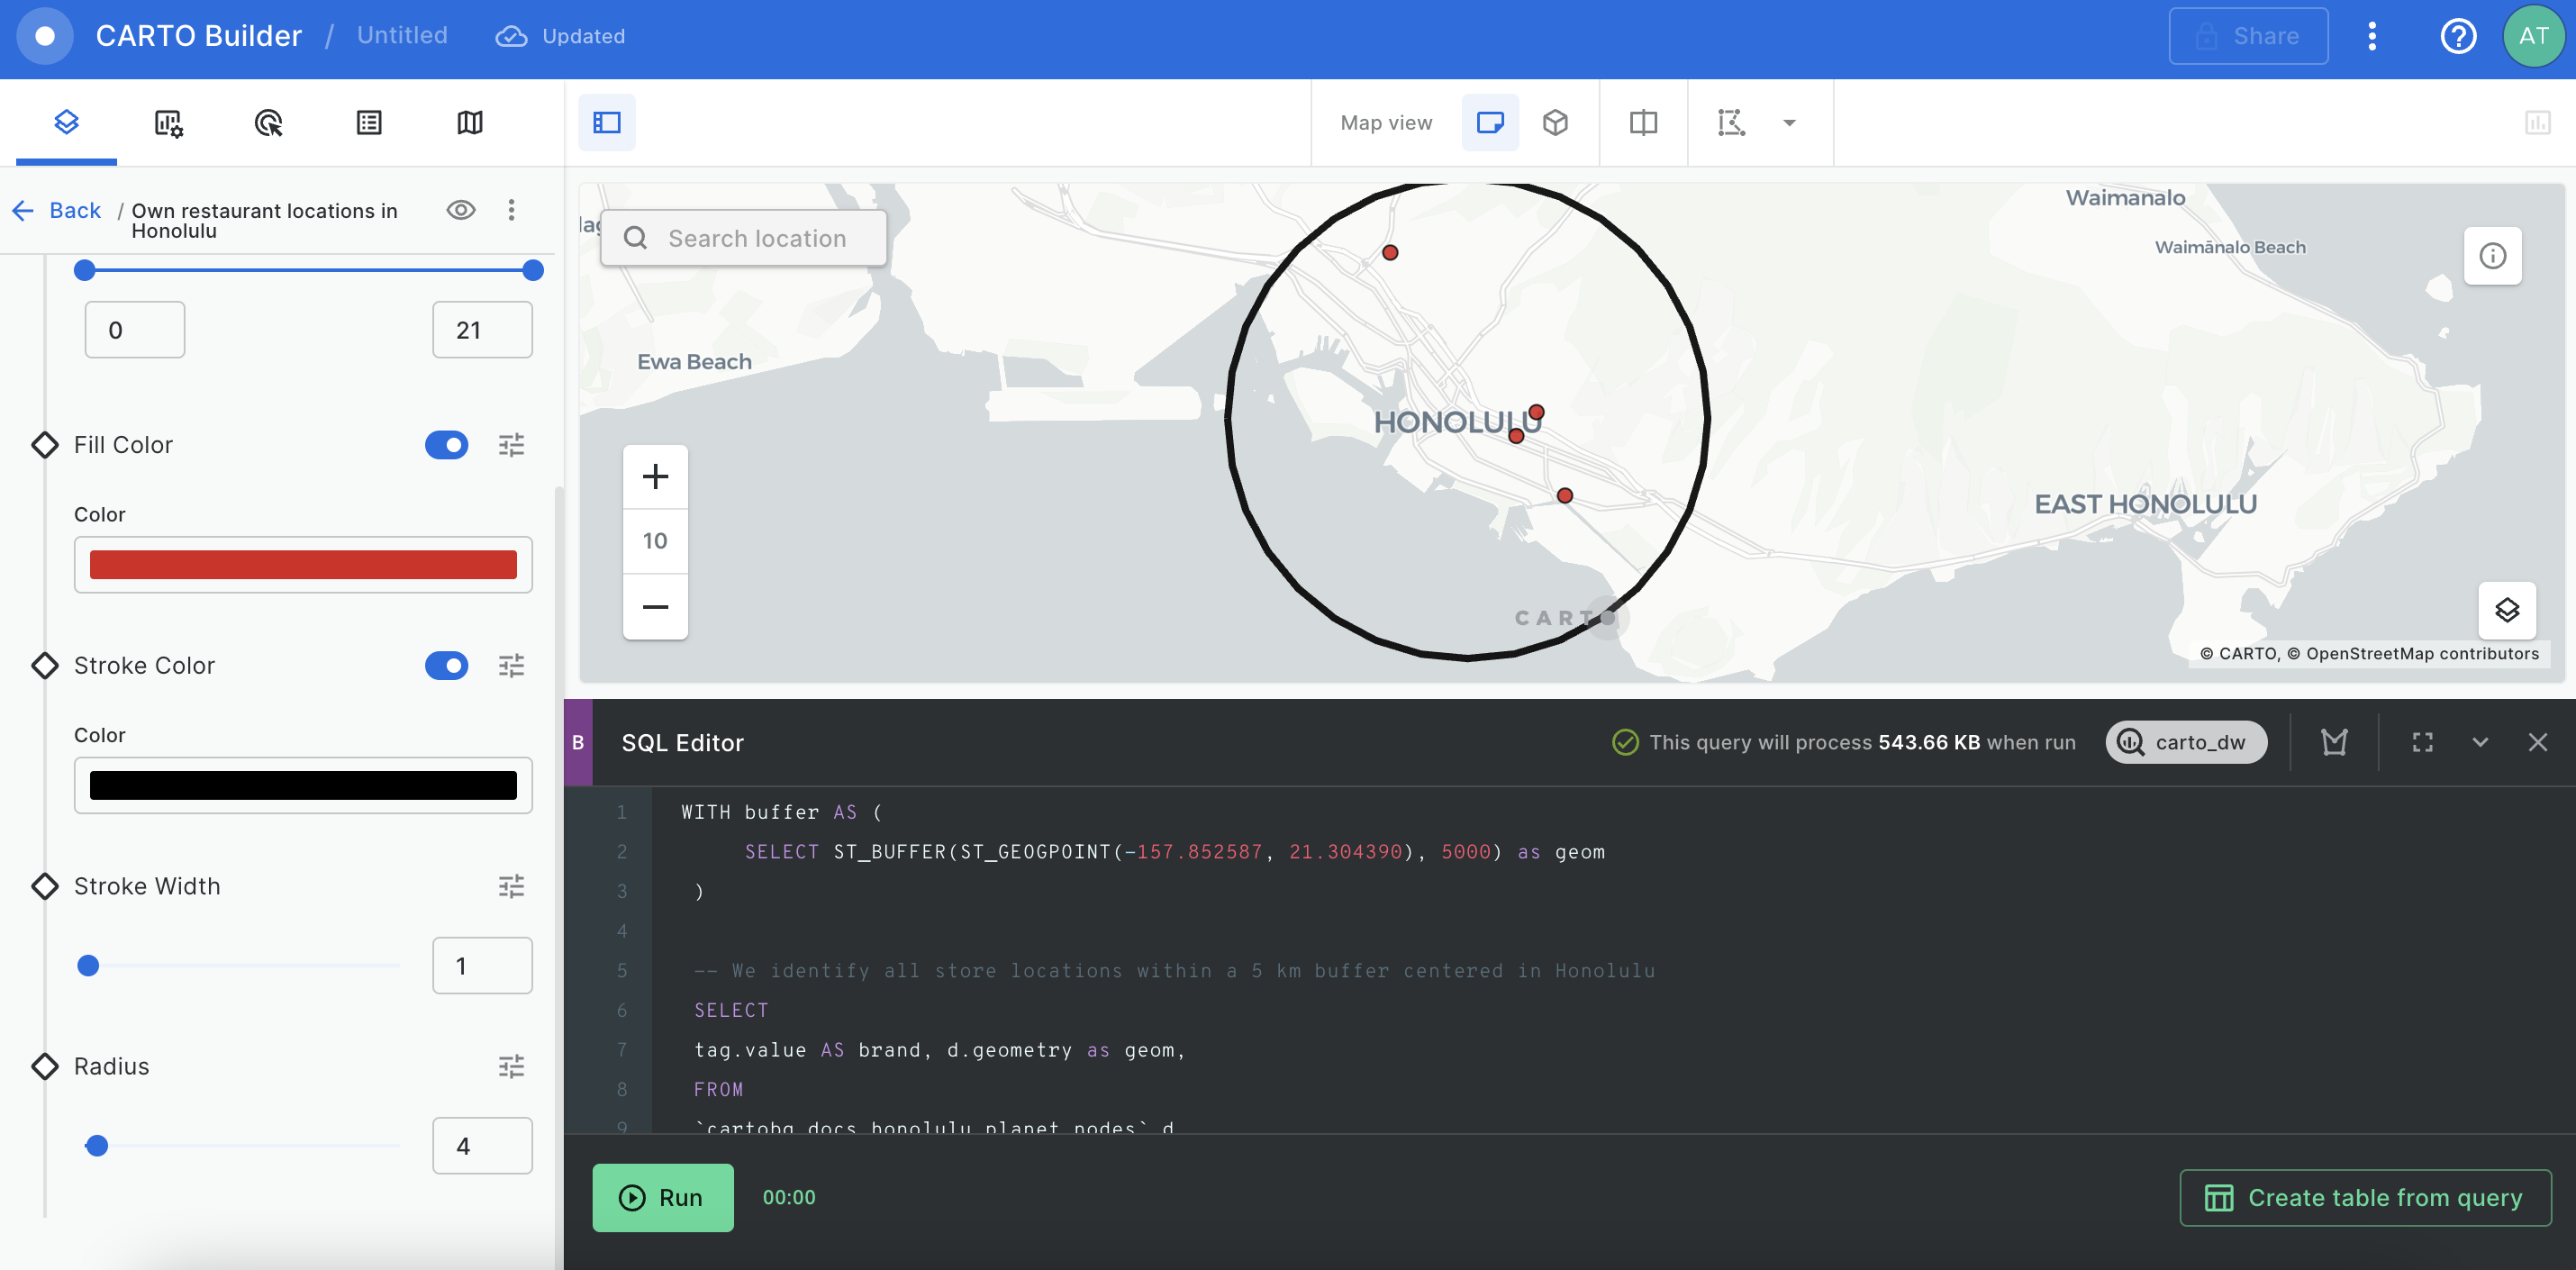 CARTO Builder / Untitled Updated Share AT
Map view
Back / Own restaurant locations in
Honolulu
0 21
Fill Color
Color
Stroke Color
Color
Stroke Width
1
Radius
4
Search location
Waimanalo
Waimānalo Beach
Ewa Beach
HONOLULU
EAST HONOLULU
+
10
−
CARTO
© CARTO, © OpenStreetMap contributors
B SQL Editor This query will process 543.66 KB when run carto_dw
1 WITH buffer AS (
2 SELECT ST_BUFFER(ST_GEOGPOINT(-157.852587, 21.304390), 5000) as geom
3 )
4
5 -- We identify all store locations within a 5 km buffer centered in Honolulu
6 SELECT
7 tag.value AS brand, d.geometry as geom,
8 FROM
9 `cartobq.docs.honolulu_planet_nodes` d
Run 00:00 Create table from query